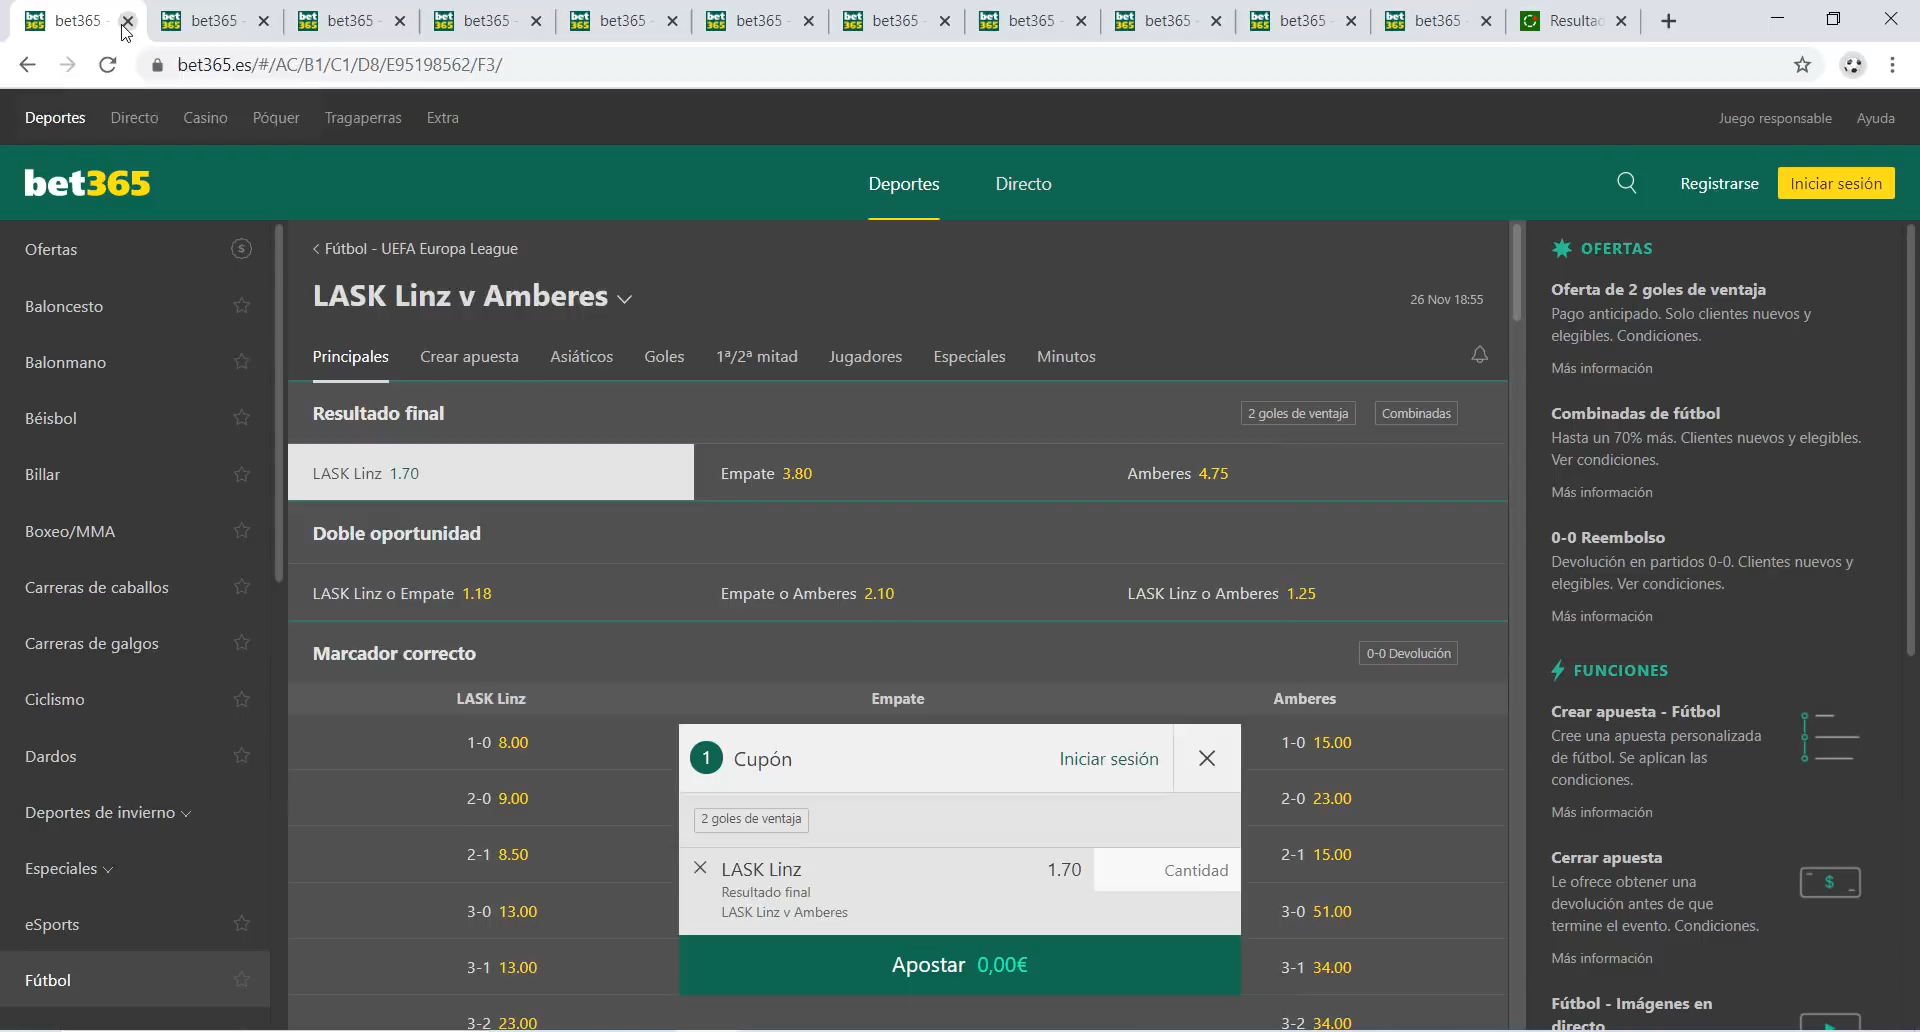 bet365 -
bet365 -
bet365 -
bet365 -
bet365 -
bet365 -
bet365 -
bet365 -
bet365 -
bet365 -
bet365 -
Resultad
bet365.es/#/AC/B1/C1/D8/E95198562/F3/
Deportes Directo Casino Póquer Tragaperras Extra
Juego responsable Ayuda
bet365
Deportes Directo
Registrarse Iniciar sesión
Ofertas
Baloncesto
Balonmano
Béisbol
Billar
Boxeo/MMA
Carreras de caballos
Carreras de galgos
Ciclismo
Dardos
Deportes de invierno
Especiales
eSports
Fútbol
Fútbol - UEFA Europa League
LASK Linz v Amberes
26 Nov 18:55
Principales Crear apuesta Asiáticos Goles 1ª/2ª mitad Jugadores Especiales Minutos
Resultado final
2 goles de ventaja Combinadas
LASK Linz 1.70 Empate 3.80 Amberes 4.75
Doble oportunidad
LASK Linz o Empate 1.18 Empate o Amberes 2.10 LASK Linz o Amberes 1.25
Marcador correcto
0-0 Devolución
LASK Linz Empate Amberes
1-0 8.00 1-0 15.00
2-0 9.00 2-0 23.00
2-1 8.50 2-1 15.00
3-0 13.00 3-0 51.00
3-1 13.00 3-1 34.00
3-2 23.00 3-2 34.00
1 Cupón Iniciar sesión
2 goles de ventaja
LASK Linz 1.70 Cantidad
Resultado final
LASK Linz v Amberes
Apostar 0,00€
OFERTAS
Oferta de 2 goles de ventaja
Pago anticipado. Solo clientes nuevos y
elegibles. Condiciones.
Más información
Combinadas de fútbol
Hasta un 70% más. Clientes nuevos y elegibles.
Ver condiciones.
Más información
0-0 Reembolso
Devolución en partidos 0-0. Clientes nuevos y
elegibles. Ver condiciones.
Más información
FUNCIONES
Crear apuesta - Fútbol
Cree una apuesta personalizada
de fútbol. Se aplican las
condiciones.
Más información
Cerrar apuesta
Le ofrece obtener una
devolución antes de que
termine el evento. Condiciones.
Más información
Fútbol - Imágenes en
directo